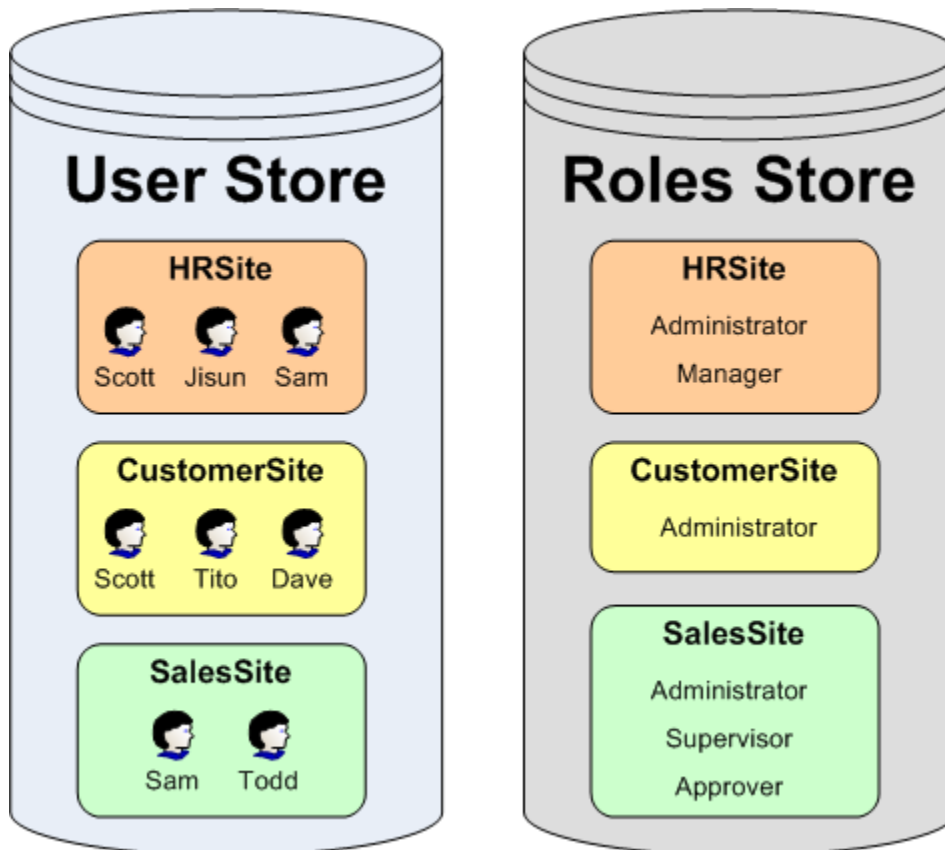 User Store
HRSite
Scott Jisun Sam
CustomerSite
Scott Tito Dave
SalesSite
Sam Todd
Roles Store
HRSite
Administrator
Manager
CustomerSite
Administrator
SalesSite
Administrator
Supervisor
Approver